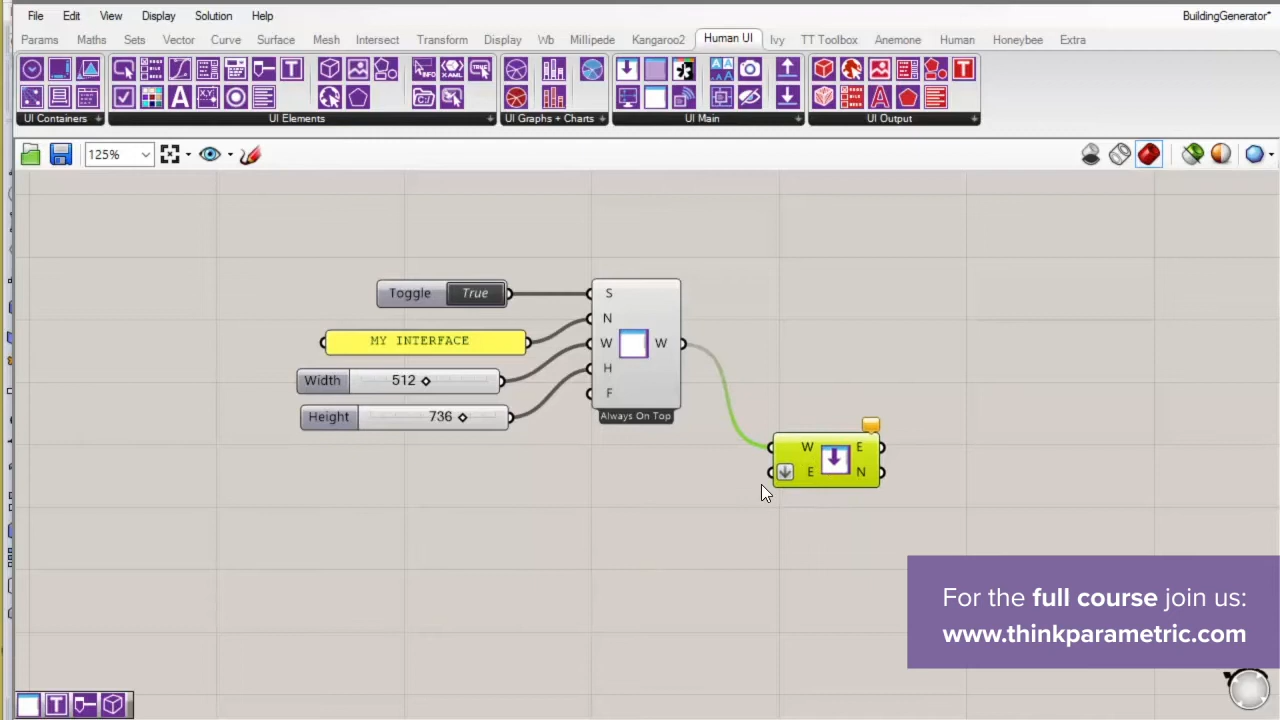 File Edit View Display Solution Help
BuildingGenerator*
Params Maths Sets Vector Curve Surface Mesh Intersect Transform Display Wb Millipede Kangaroo2 Human UI Ivy TT Toolbox Anemone Human Honeybee Extra
UI Containers UI Elements UI Graphs + Charts UI Main UI Output
125%
Toggle True
MY INTERFACE
Width 512
Height 736
S
N
W W
H
F
Always On Top
W E
E N
For the full course join us:
www.thinkparametric.com